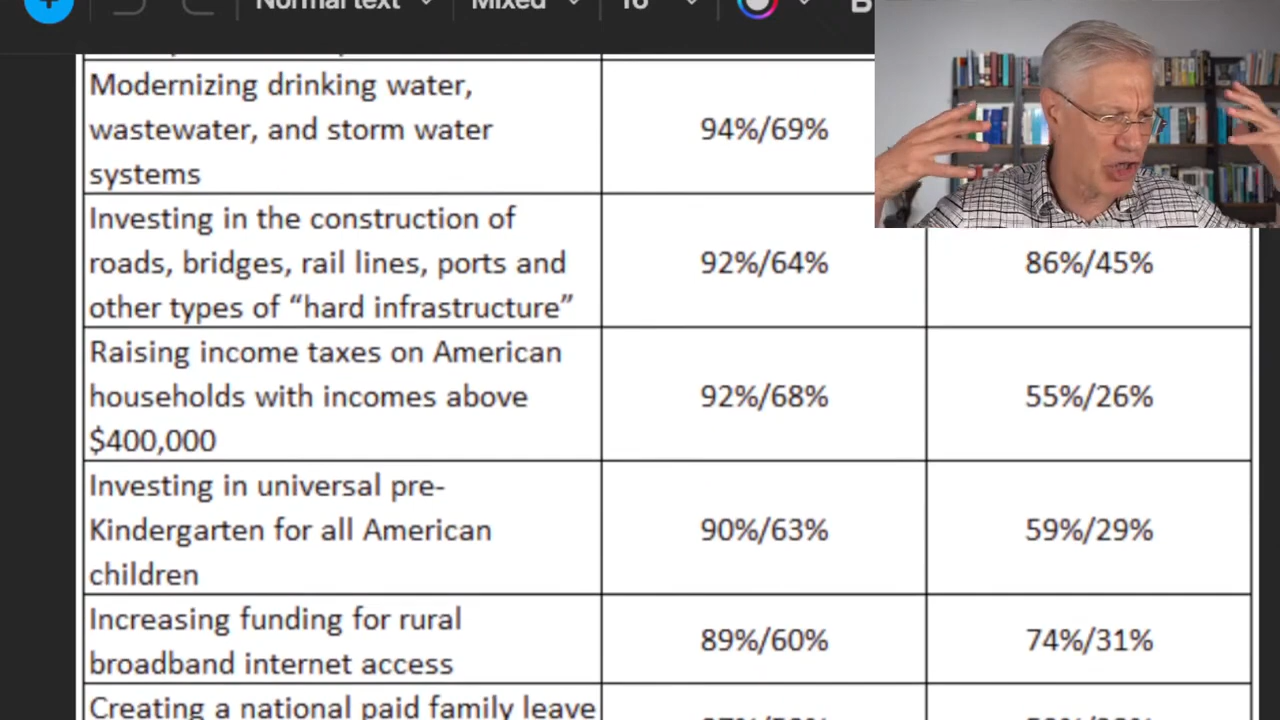 Normal text Mixed 16 B
Modernizing drinking water,
wastewater, and storm water
systems
94%/69%
Investing in the construction of
roads, bridges, rail lines, ports and
other types of “hard infrastructure”
92%/64% 86%/45%
Raising income taxes on American
households with incomes above
$400,000
92%/68% 55%/26%
Investing in universal pre-
Kindergarten for all American
children
90%/63% 59%/29%
Increasing funding for rural
broadband internet access
89%/60% 74%/31%
Creating a national paid family leave